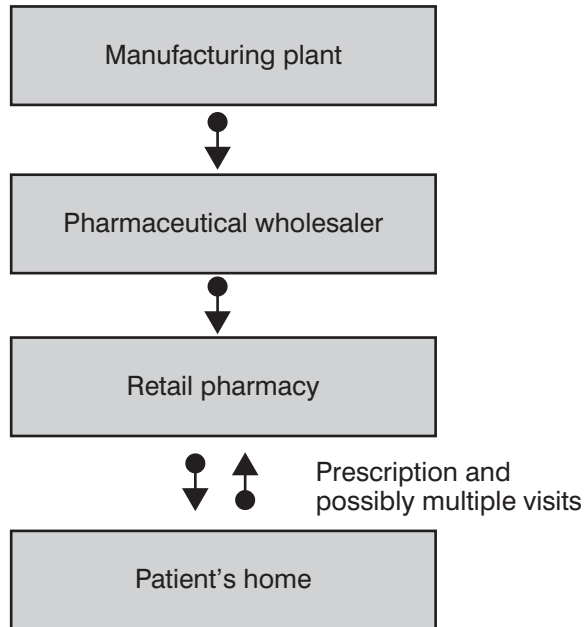 Manufacturing plant
Pharmaceutical wholesaler
Retail pharmacy
Prescription and
possibly multiple visits
Patient's home